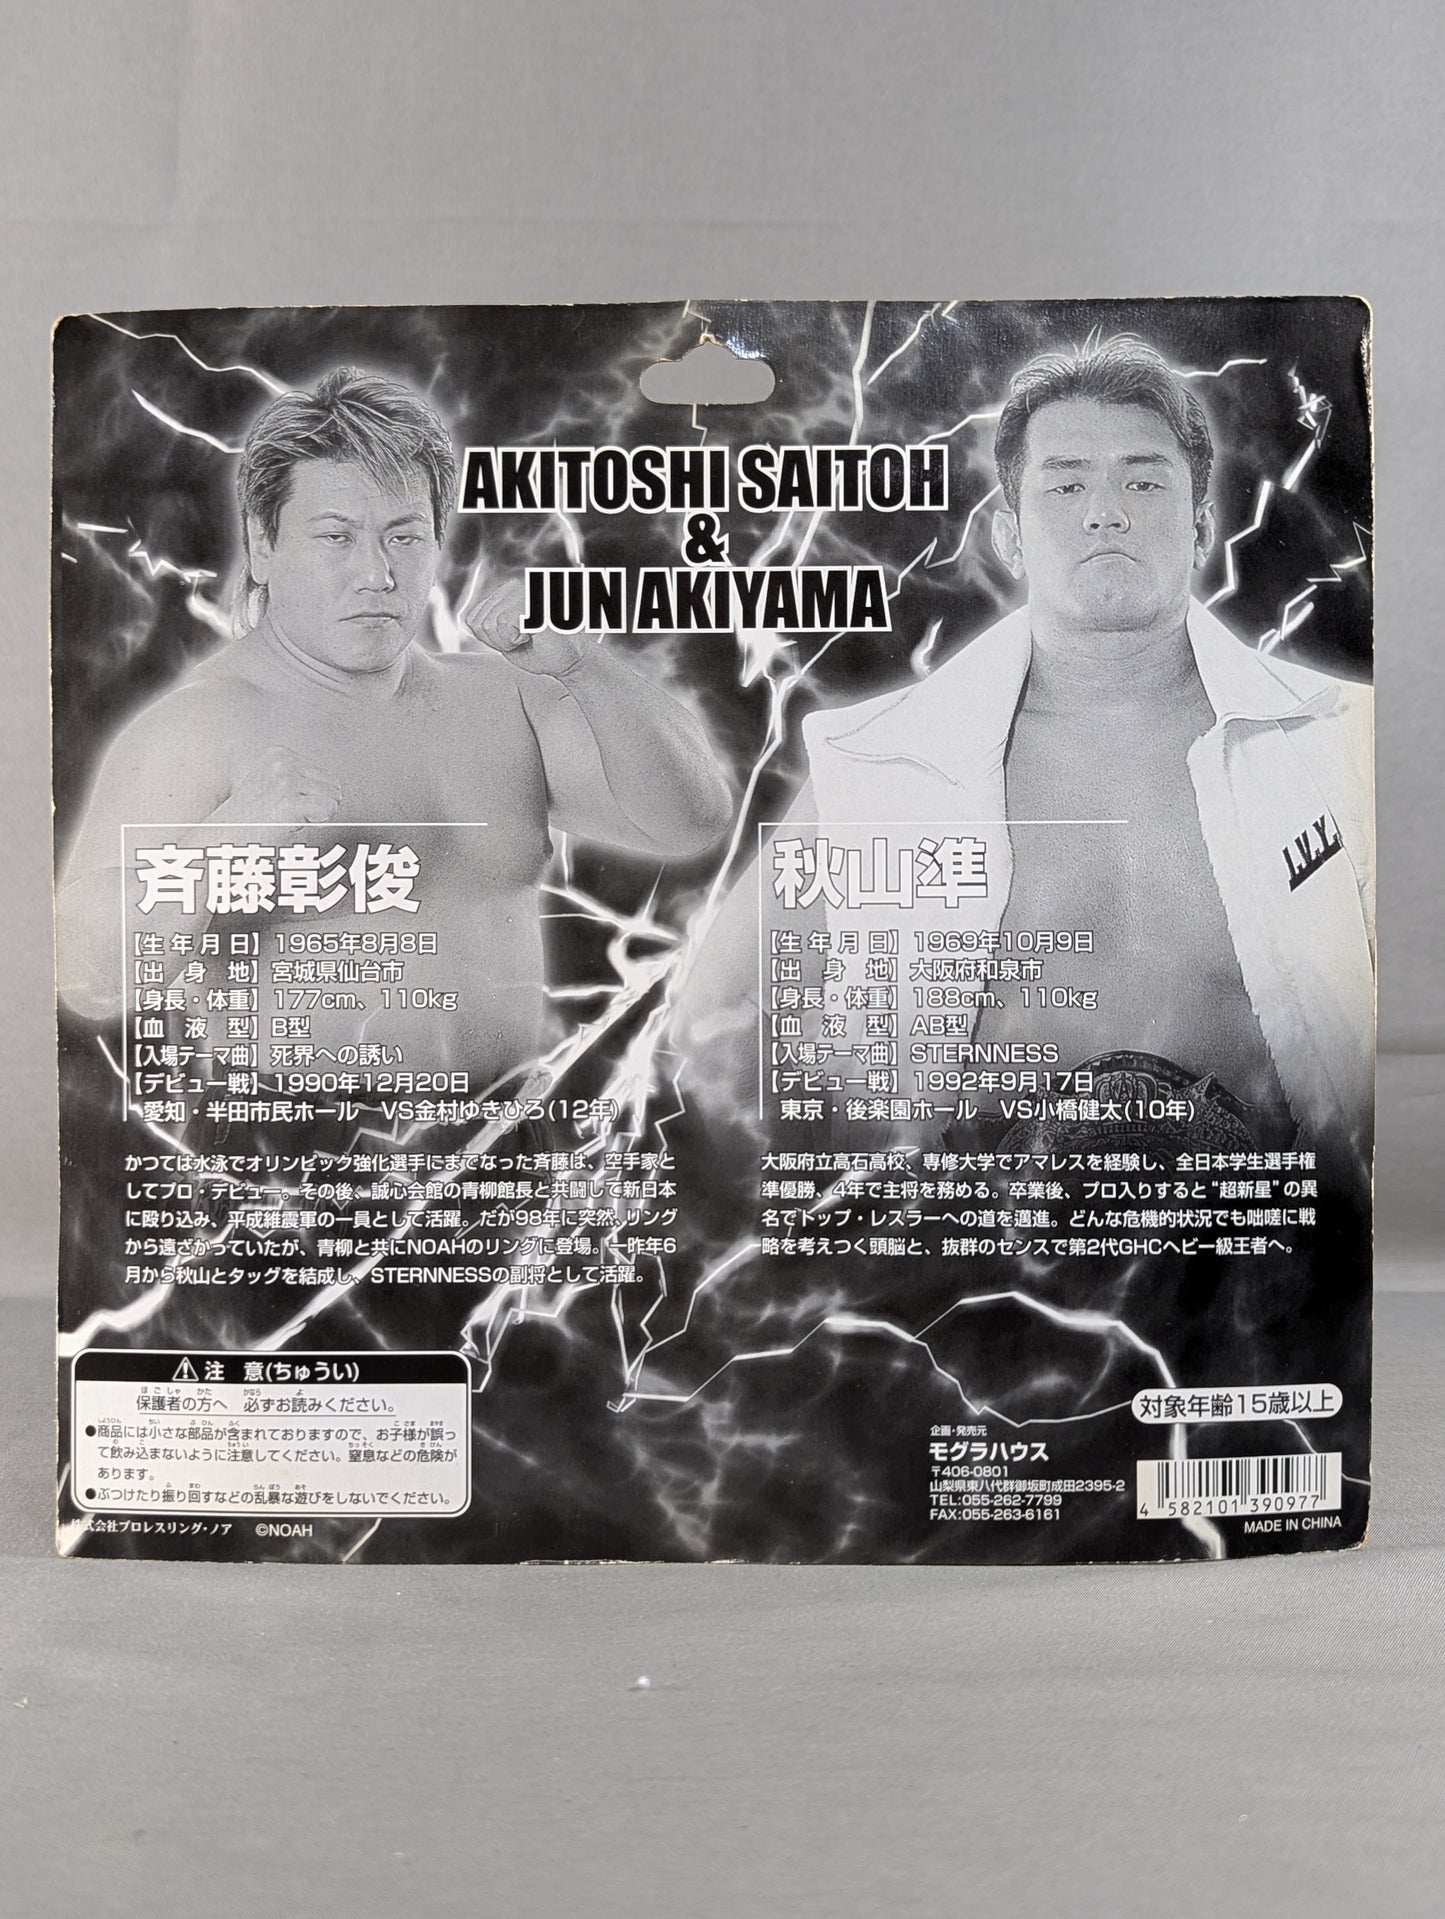 AKITOSHI SAITOH
&
JUN AKIYAMA
斉藤彰俊
【生年月日】1965年8月8日
【出身地】宮城県仙台市
【身長・体重】177cm、110kg
【血液型】B型
【入場テーマ曲】死界への誘い
【デビュー戦】1990年12月20日
愛知・半田市民ホール VS金村ゆきひろ(12年)
かつては水泳でオリンピック強化選手にまでなった斉藤は、空手家と
してプロ・デビュー。その後、誠心会館の青柳館長と共闘して新日本
に殴り込み、平成維震軍の一員として活躍。だが98年に突然、リング
から遠ざかっていたが、青柳と共にNOAHのリングに登場。一昨年6
月から秋山とタッグを結成し、STERNNESSの副将として活躍。
秋山準
【生年月日】1969年10月9日
【出身地】大阪府和泉市
【身長・体重】188cm、110kg
【血液型】AB型
【入場テーマ曲】STERNNESS
【デビュー戦】1992年9月17日
東京・後楽園ホール VS小橋健太(10年)
大阪府立高石高校、専修大学でアマレスを経験し、全日本学生選手権
準優勝、4年で主将を務める。卒業後、プロ入りすると“超新星”の異
名でトップ・レスラーへの道を邁進。どんな危機的状況でも咄嗟に戦
略を考えつく頭脳と、抜群のセンスで第2代GHCヘビー級王者へ。
I.V.Y.
⚠注 意(ちゅうい)
保護者の方へ 必ずお読みください。
●商品には小さな部品が含まれておりますので、お子様が誤っ
て飲み込まないように注意してください。窒息などの危険が
あります。
●ぶつけたり振り回すなどの乱暴な遊びをしないでください。
株式会社プロレスリング・ノア ©NOAH
対象年齢15歳以上
企画・発売元
モグラハウス
〒406-0801
山梨県東八代郡御坂町成田2395-2
TEL:055-262-7799
FAX:055-263-6161
4 582101 390977
MADE IN CHINA